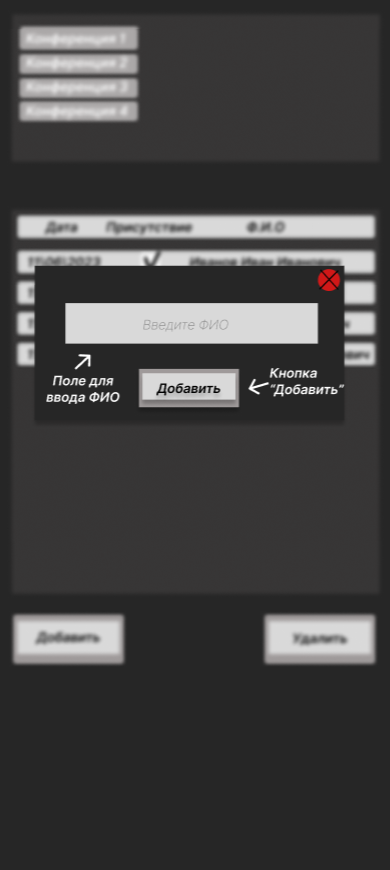 Конференция 1
Конференция 2
Конференция 3
Конференция 4
Дата Присутствие Ф.И.О
11\06\2023 Иванов Иван Иванович
Введите ФИО
Поле для
ввода ФИО
Добавить
Кнопка
"Добавить"
Добавить Удалить